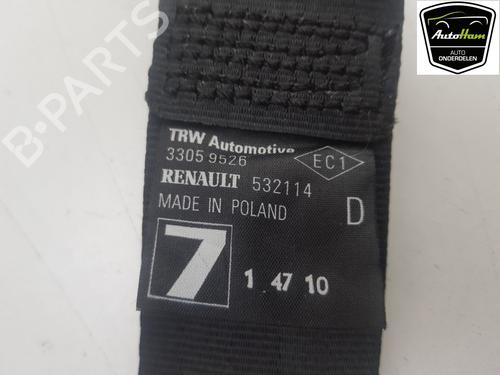 AutoHam
AUTO
ONDERDELEN
B-PARTS
TRW Automotive
3305 9526
EC1
RENAULT 532114
MADE IN POLAND
D
7
1 47 10